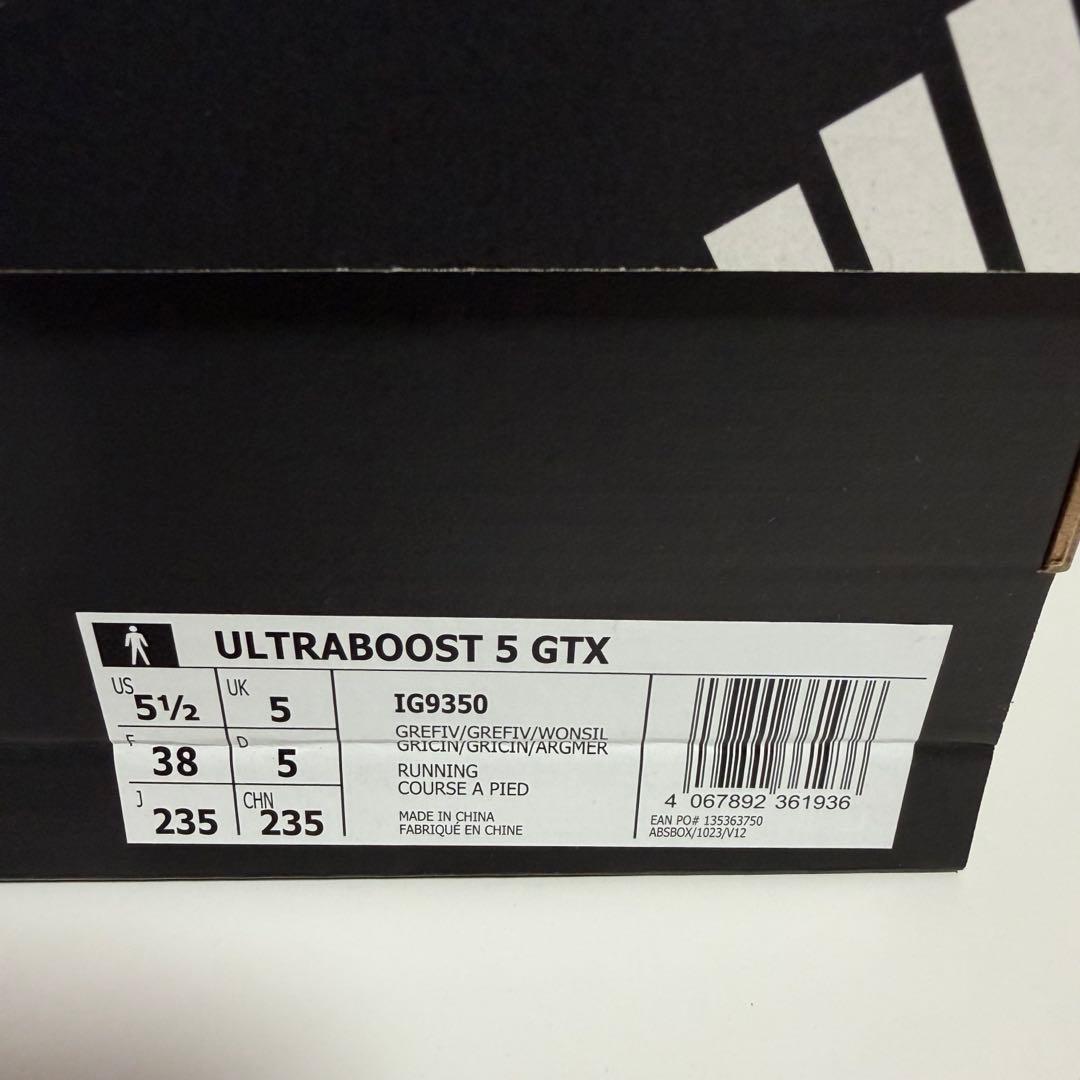 ULTRABOOST 5 GTX
US 5½ UK 5
F 38 D 5
J 235 CHN 235
IG9350
GREFIV/GREFIV/WONSIL
GRICIN/GRICIN/ARGMER
RUNNING
COURSE A PIED
MADE IN CHINA
FABRIQUÉ EN CHINE
4 067892 361936
EAN PO# 135363750
ABSBOX/1023/V12